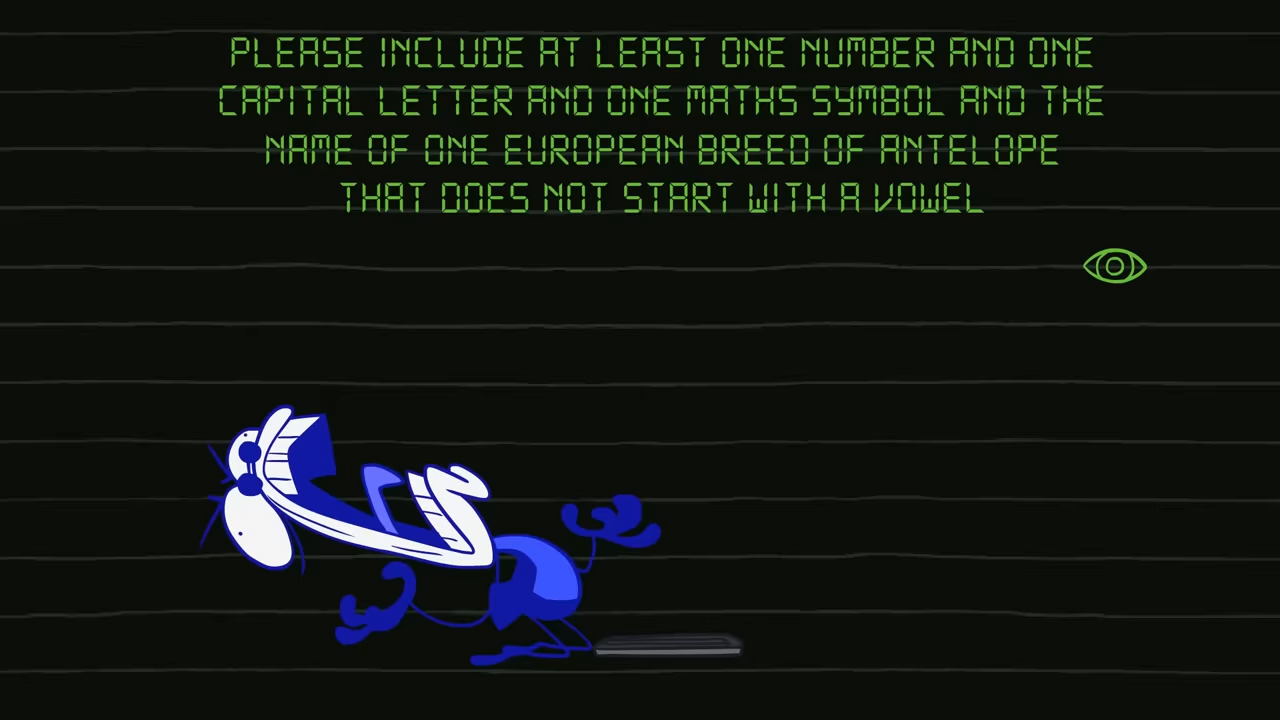 PLEASE INCLUDE AT LEAST ONE NUMBER AND ONE
CAPITAL LETTER AND ONE MATHS SYMBOL AND THE
NAME OF ONE EUROPEAN BREED OF ANTELOPE
THAT DOES NOT START WITH A VOWEL